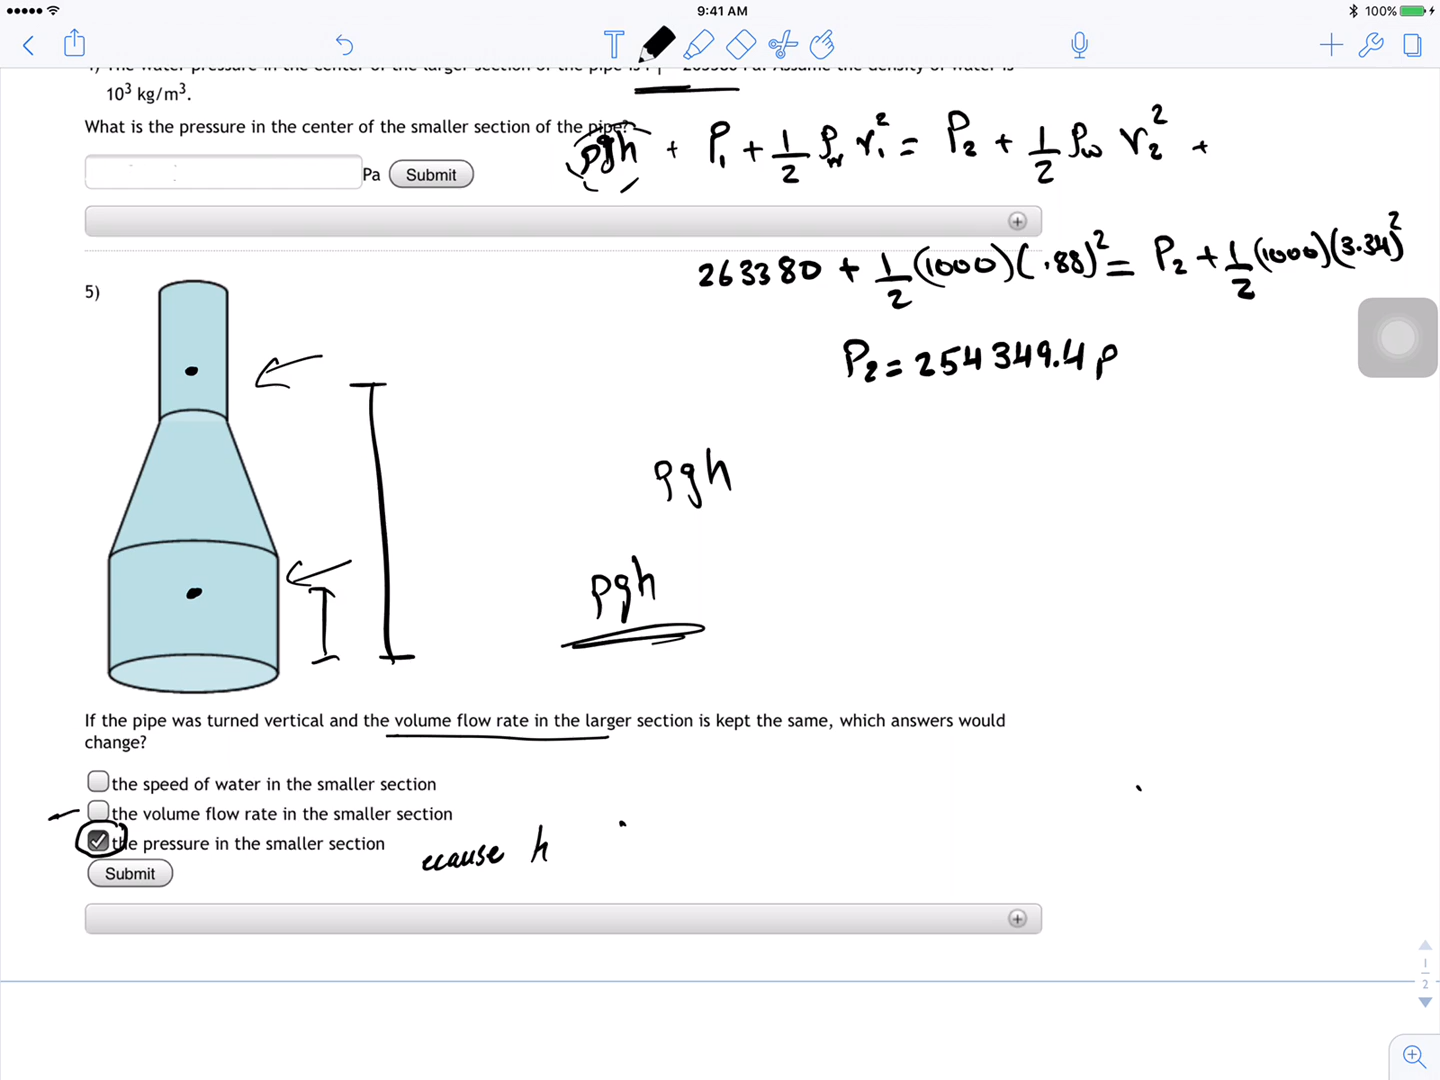 9:41 AM
100%
10³ kg/m³.
What is the pressure in the center of the smaller section of the pipe?
ρgh + P₁ + 1/2 ρw v₁² = P₂ + 1/2 ρw v₂² +
Pa Submit
263380 + 1/2 (1000)(.88)² = P₂ + 1/2 (1000)(3.34)²
5)
P₂ = 254349.4 P
ρgh
ρgh
If the pipe was turned vertical and the volume flow rate in the larger section is kept the same, which answers would
change?
the speed of water in the smaller section
the volume flow rate in the smaller section
the pressure in the smaller section
ecause h
Submit
1
2